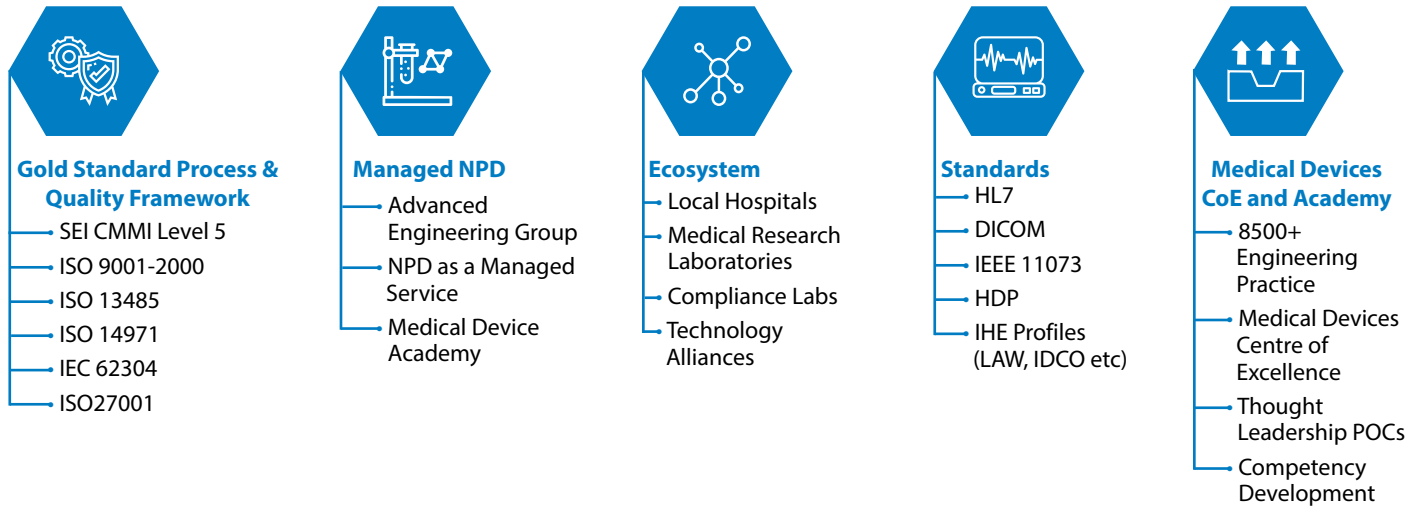 Gold Standard Process &
Quality Framework
SEI CMMI Level 5
ISO 9001-2000
ISO 13485
ISO 14971
IEC 62304
ISO27001
Managed NPD
Advanced
Engineering Group
NPD as a Managed
Service
Medical Device
Academy
Ecosystem
Local Hospitals
Medical Research
Laboratories
Compliance Labs
Technology
Alliances
Standards
HL7
DICOM
IEEE 11073
HDP
IHE Profiles
(LAW, IDCO etc)
Medical Devices
CoE and Academy
8500+
Engineering
Practice
Medical Devices
Centre of
Excellence
Thought
Leadership POCs
Competency
Development